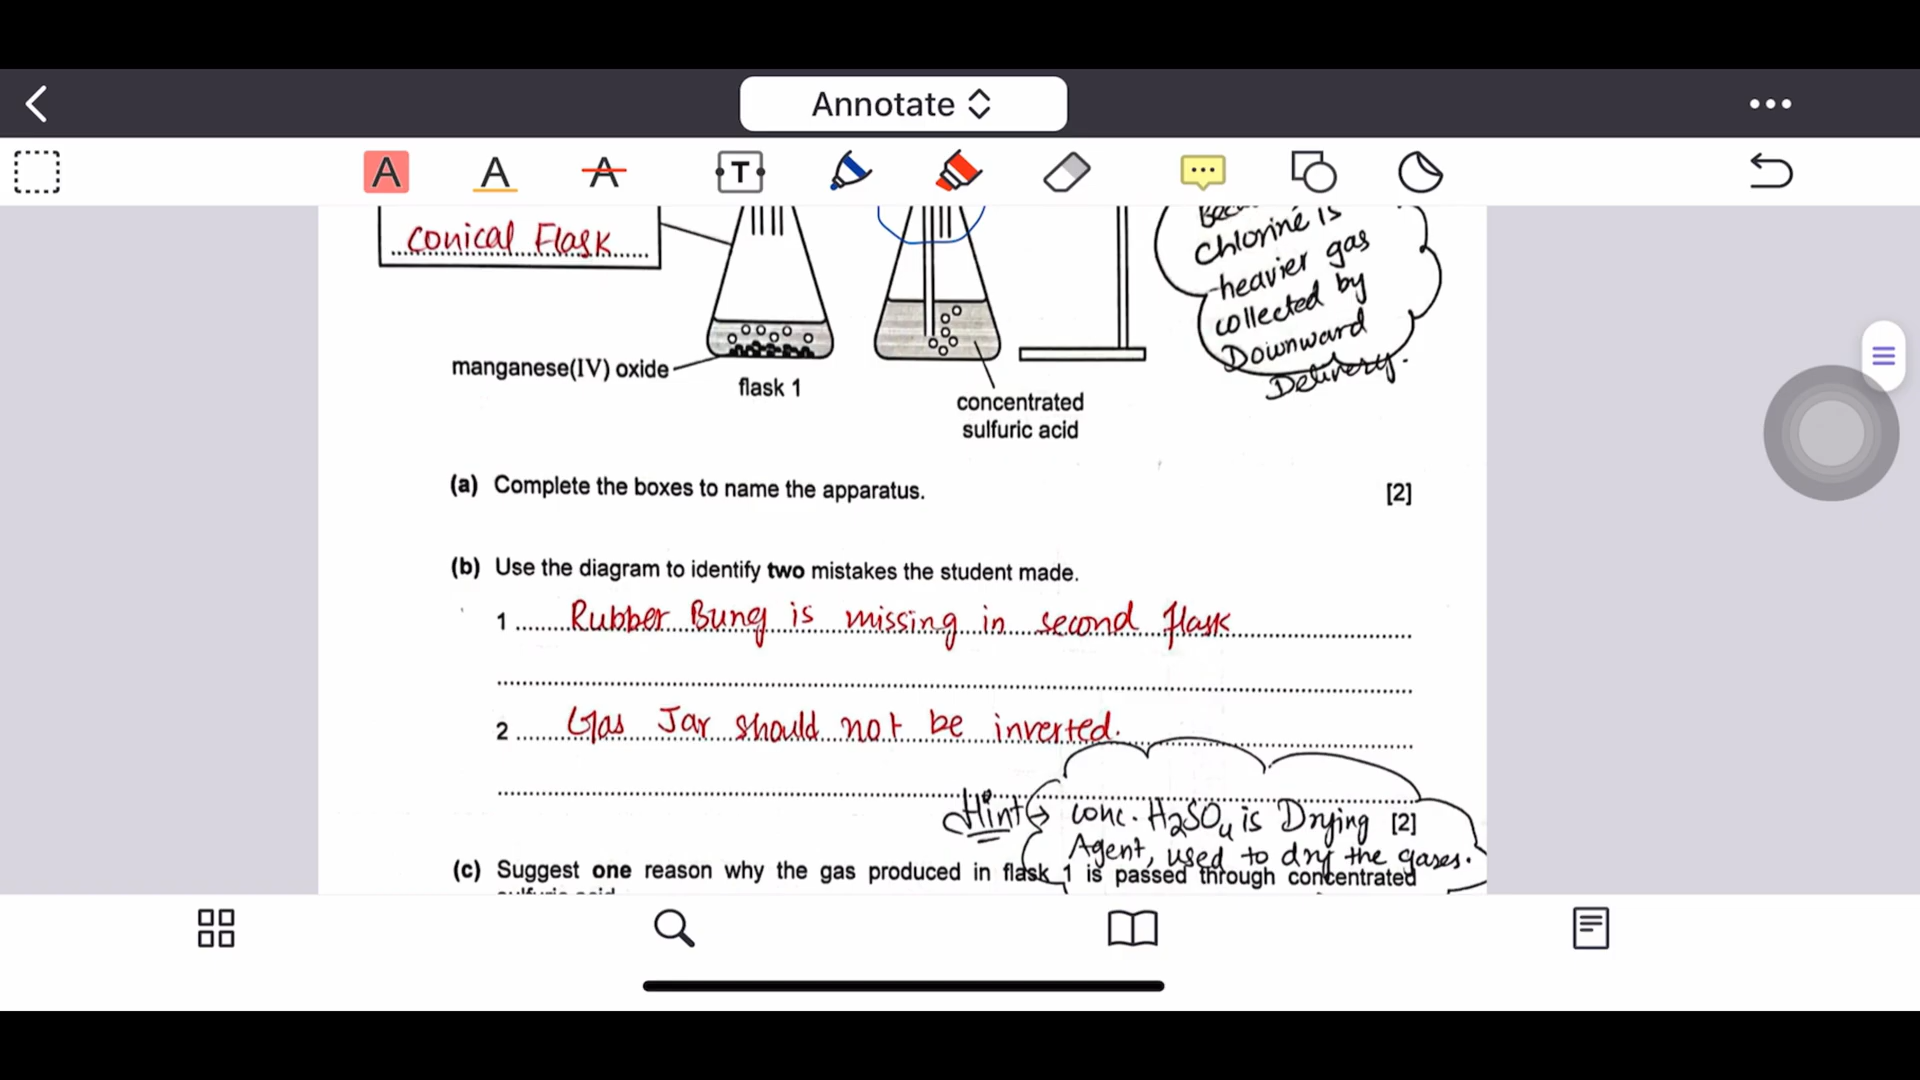 Annotate
A
A
A
T
Conical Flask
Chlorine is
heavier gas
collected by
Downward
Delivery.
manganese(IV) oxide
flask 1
concentrated
sulfuric acid
(a) Complete the boxes to name the apparatus. [2]
(b) Use the diagram to identify two mistakes the student made.
1 Rubber Bung is missing in second flask
2 Gas Jar should not be inverted.
Hint → conc. H₂SO₄ is Drying [2]
Agent, used to dry the gases.
(c) Suggest one reason why the gas produced in flask 1 is passed through concentrated